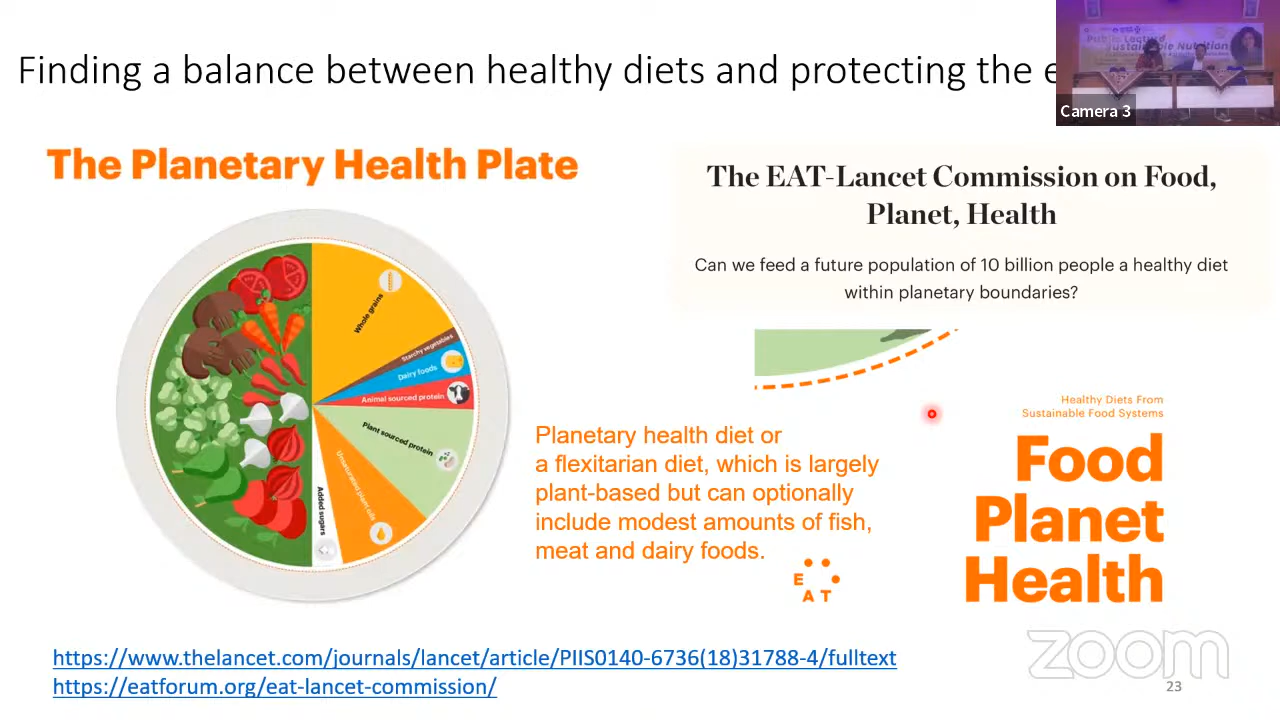 Finding a balance between healthy diets and protecting the e
Public Lecture
Sustainable Nutrition
Camera 3
The Planetary Health Plate
The EAT-Lancet Commission on Food,
Planet, Health
Can we feed a future population of 10 billion people a healthy diet
within planetary boundaries?
Whole grains
Starchy vegetables
Dairy foods
Animal sourced protein
Plant sourced protein
Unsaturated plant oils
Added sugars
Planetary health diet or
a flexitarian diet, which is largely
plant-based but can optionally
include modest amounts of fish,
meat and dairy foods.
E
A T
Healthy Diets From
Sustainable Food Systems
Food
Planet
Health
https://www.thelancet.com/journals/lancet/article/PIIS0140-6736(18)31788-4/fulltext
https://eatforum.org/eat-lancet-commission/
zoom
23